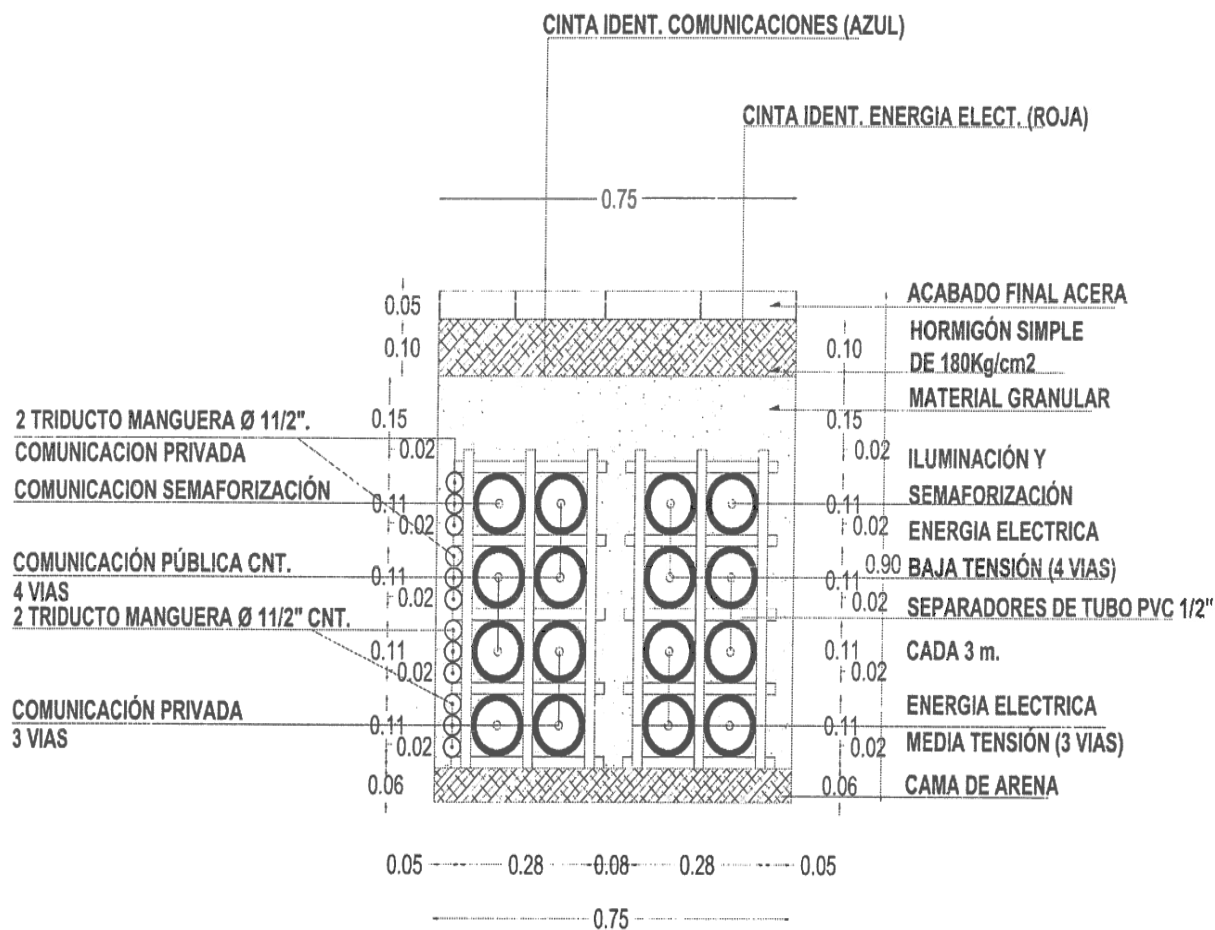 CINTA IDENT. COMUNICACIONES (AZUL)
CINTA IDENT. ENERGIA ELECT. (ROJA)
0.75
0.05
0.10
0.15
0.02
0.11
0.02
0.11
0.02
0.11
0.02
0.11
0.02
0.06
2 TRIDUCTO MANGUERA Ø 11/2".
COMUNICACION PRIVADA
COMUNICACION SEMAFORIZACIÓN
COMUNICACIÓN PÚBLICA CNT.
4 VIAS
2 TRIDUCTO MANGUERA Ø 11/2" CNT.
COMUNICACIÓN PRIVADA
3 VIAS
0.10
0.15
0.02
0.11
0.02
0.11
0.02
0.11
0.02
0.11
0.02
0.06
0.90
ACABADO FINAL ACERA
HORMIGÓN SIMPLE
DE 180Kg/cm2
MATERIAL GRANULAR
ILUMINACIÓN Y
SEMAFORIZACIÓN
ENERGIA ELECTRICA
BAJA TENSIÓN (4 VIAS)
SEPARADORES DE TUBO PVC 1/2"
CADA 3 m.
ENERGIA ELECTRICA
MEDIA TENSIÓN (3 VIAS)
CAMA DE ARENA
0.05 0.28 0.08 0.28 0.05
0.75